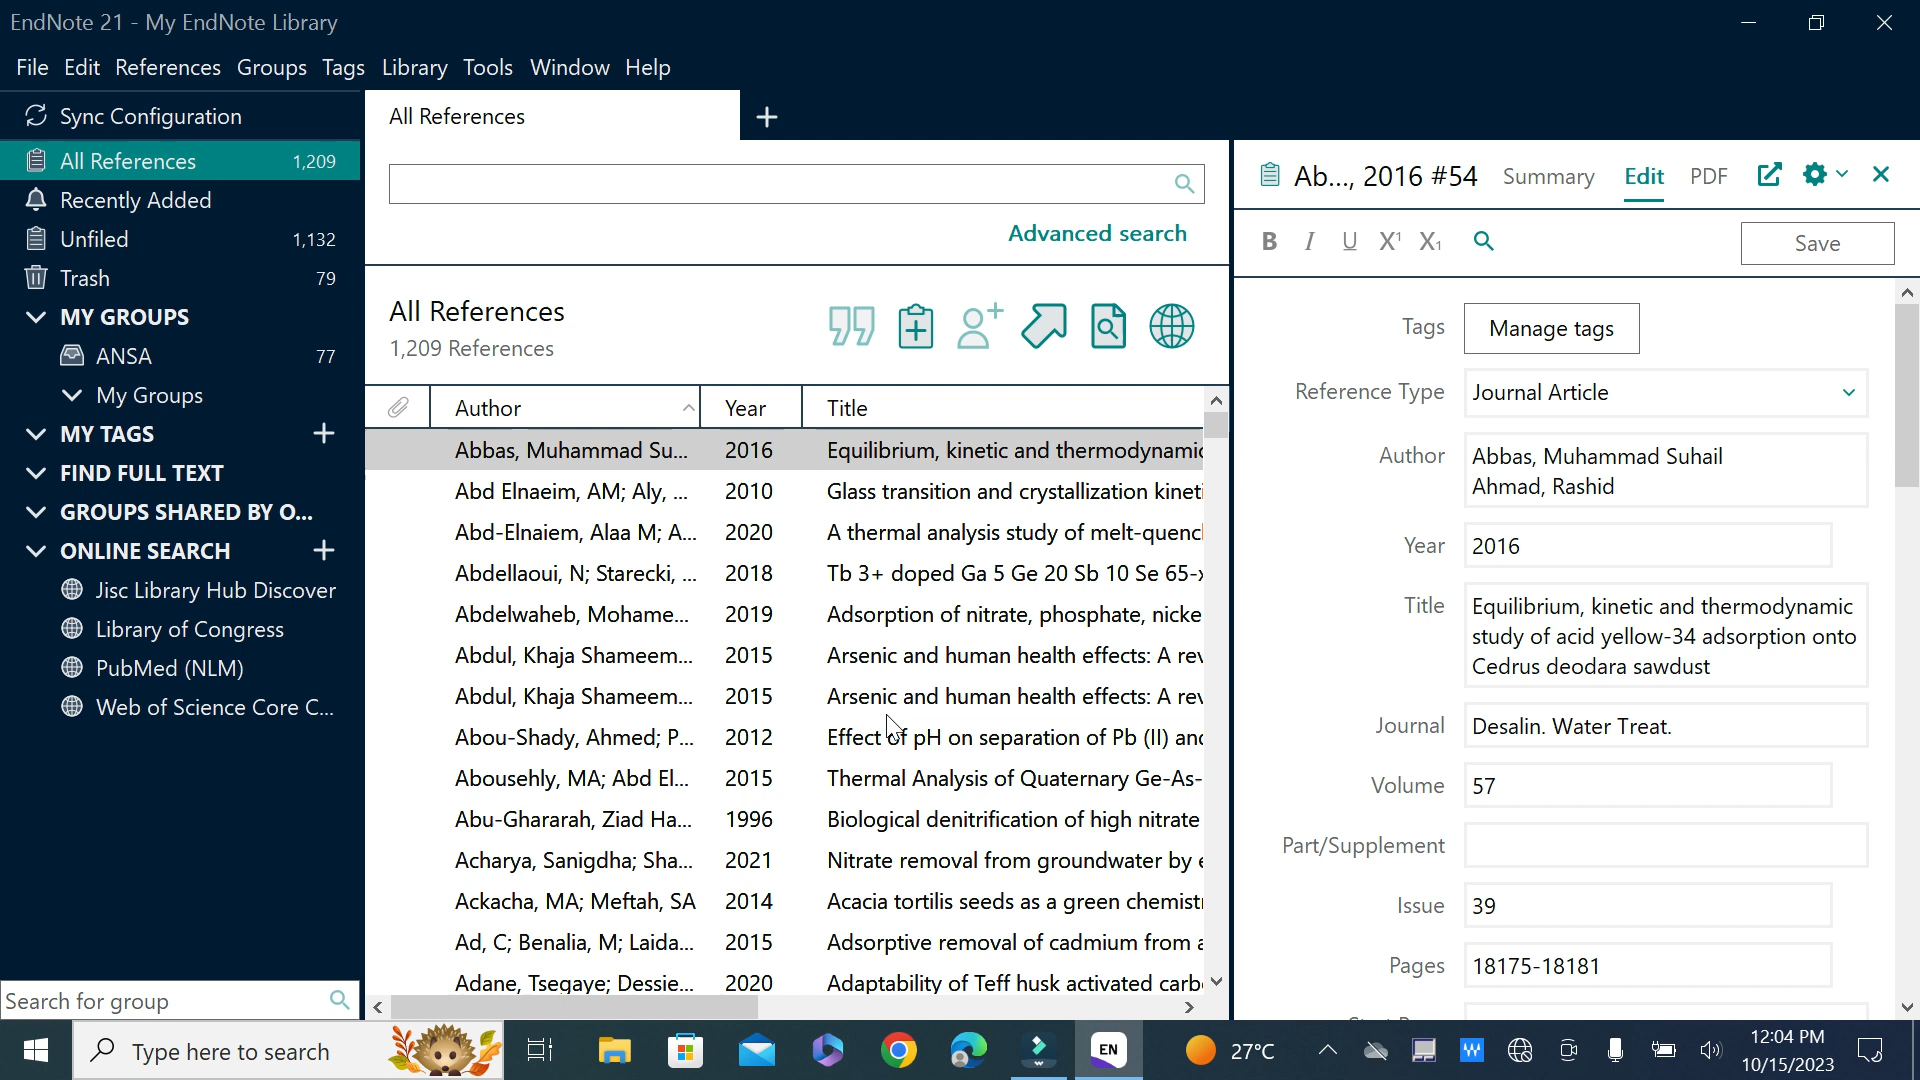 EndNote 21 - My EndNote Library
File Edit References Groups Tags Library Tools Window Help
Sync Configuration
All References 1,209
Recently Added
Unfiled 1,132
Trash 79
MY GROUPS
ANSA 77
My Groups
MY TAGS
FIND FULL TEXT
GROUPS SHARED BY O...
ONLINE SEARCH
Jisc Library Hub Discover
Library of Congress
PubMed (NLM)
Web of Science Core C...
Search for group
All References
Advanced search
All References
1,209 References
Author Year Title
Abbas, Muhammad Su... 2016 Equilibrium, kinetic and thermodynamic
Abd Elnaeim, AM; Aly, ... 2010 Glass transition and crystallization kineti
Abd-Elnaiem, Alaa M; A... 2020 A thermal analysis study of melt-quencl
Abdellaoui, N; Starecki, ... 2018 Tb 3+ doped Ga 5 Ge 20 Sb 10 Se 65-x
Abdelwaheb, Mohame... 2019 Adsorption of nitrate, phosphate, nicke
Abdul, Khaja Shameem... 2015 Arsenic and human health effects: A rev
Abdul, Khaja Shameem... 2015 Arsenic and human health effects: A rev
Abou-Shady, Ahmed; P... 2012 Effect of pH on separation of Pb (II) and
Abousehly, MA; Abd El... 2015 Thermal Analysis of Quaternary Ge-As-
Abu-Ghararah, Ziad Ha... 1996 Biological denitrification of high nitrate
Acharya, Sanigdha; Sha... 2021 Nitrate removal from groundwater by e
Ackacha, MA; Meftah, SA 2014 Acacia tortilis seeds as a green chemist
Ad, C; Benalia, M; Laida... 2015 Adsorptive removal of cadmium from a
Adane, Tsegaye; Dessie... 2020 Adaptability of Teff husk activated carb
Ab..., 2016 #54 Summary Edit PDF
B I U X¹ X₁ Save
Tags Manage tags
Reference Type Journal Article
Author Abbas, Muhammad Suhail
Ahmad, Rashid
Year 2016
Title Equilibrium, kinetic and thermodynamic
study of acid yellow-34 adsorption onto
Cedrus deodara sawdust
Journal Desalin. Water Treat.
Volume 57
Part/Supplement
Issue 39
Pages 18175-18181
Type here to search
EN
27°C
W
12:04 PM
10/15/2023